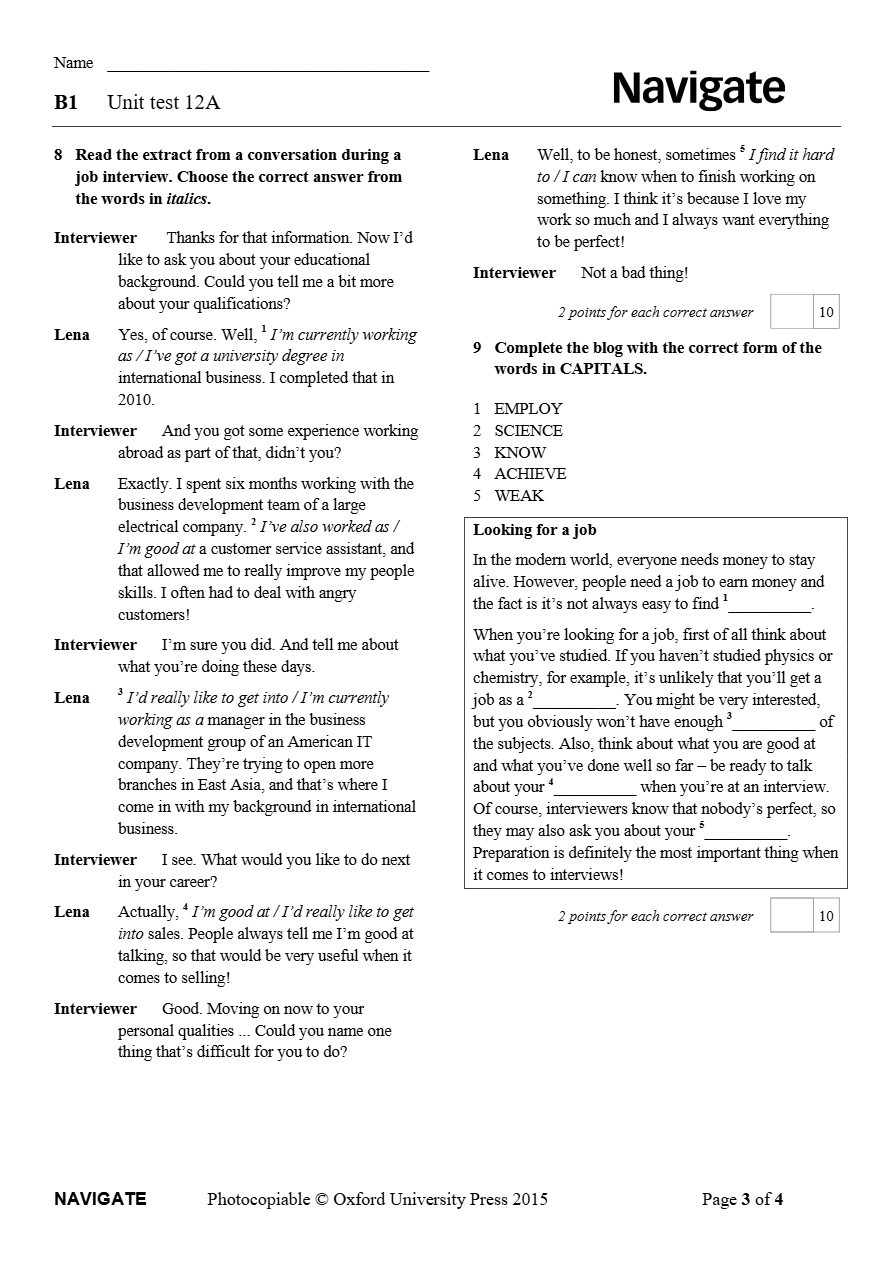 Name ____________________________________
Navigate
B1 Unit test 12A
8 Read the extract from a conversation during a
job interview. Choose the correct answer from
the words in italics.
Interviewer Thanks for that information. Now I’d
like to ask you about your educational
background. Could you tell me a bit more
about your qualifications?
Lena Yes, of course. Well, 1 I’m currently working
as / I’ve got a university degree in
international business. I completed that in
2010.
Interviewer And you got some experience working
abroad as part of that, didn’t you?
Lena Exactly. I spent six months working with the
business development team of a large
electrical company. 2 I’ve also worked as /
I’m good at a customer service assistant, and
that allowed me to really improve my people
skills. I often had to deal with angry
customers!
Interviewer I’m sure you did. And tell me about
what you’re doing these days.
Lena 3 I’d really like to get into / I’m currently
working as a manager in the business
development group of an American IT
company. They’re trying to open more
branches in East Asia, and that’s where I
come in with my background in international
business.
Interviewer I see. What would you like to do next
in your career?
Lena Actually, 4 I’m good at / I’d really like to get
into sales. People always tell me I’m good at
talking, so that would be very useful when it
comes to selling!
Interviewer Good. Moving on now to your
personal qualities ... Could you name one
thing that’s difficult for you to do?
Lena Well, to be honest, sometimes 5 I find it hard
to / I can know when to finish working on
something. I think it’s because I love my
work so much and I always want everything
to be perfect!
Interviewer Not a bad thing!
2 points for each correct answer 10
9 Complete the blog with the correct form of the
words in CAPITALS.
1 EMPLOY
2 SCIENCE
3 KNOW
4 ACHIEVE
5 WEAK
Looking for a job
In the modern world, everyone needs money to stay
alive. However, people need a job to earn money and
the fact is it’s not always easy to find 1__________.
When you’re looking for a job, first of all think about
what you’ve studied. If you haven’t studied physics or
chemistry, for example, it’s unlikely that you’ll get a
job as a 2__________. You might be very interested,
but you obviously won’t have enough 3__________ of
the subjects. Also, think about what you are good at
and what you’ve done well so far – be ready to talk
about your 4__________ when you’re at an interview.
Of course, interviewers know that nobody’s perfect, so
they may also ask you about your 5__________.
Preparation is definitely the most important thing when
it comes to interviews!
2 points for each correct answer 10
NAVIGATE Photocopiable © Oxford University Press 2015 Page 3 of 4